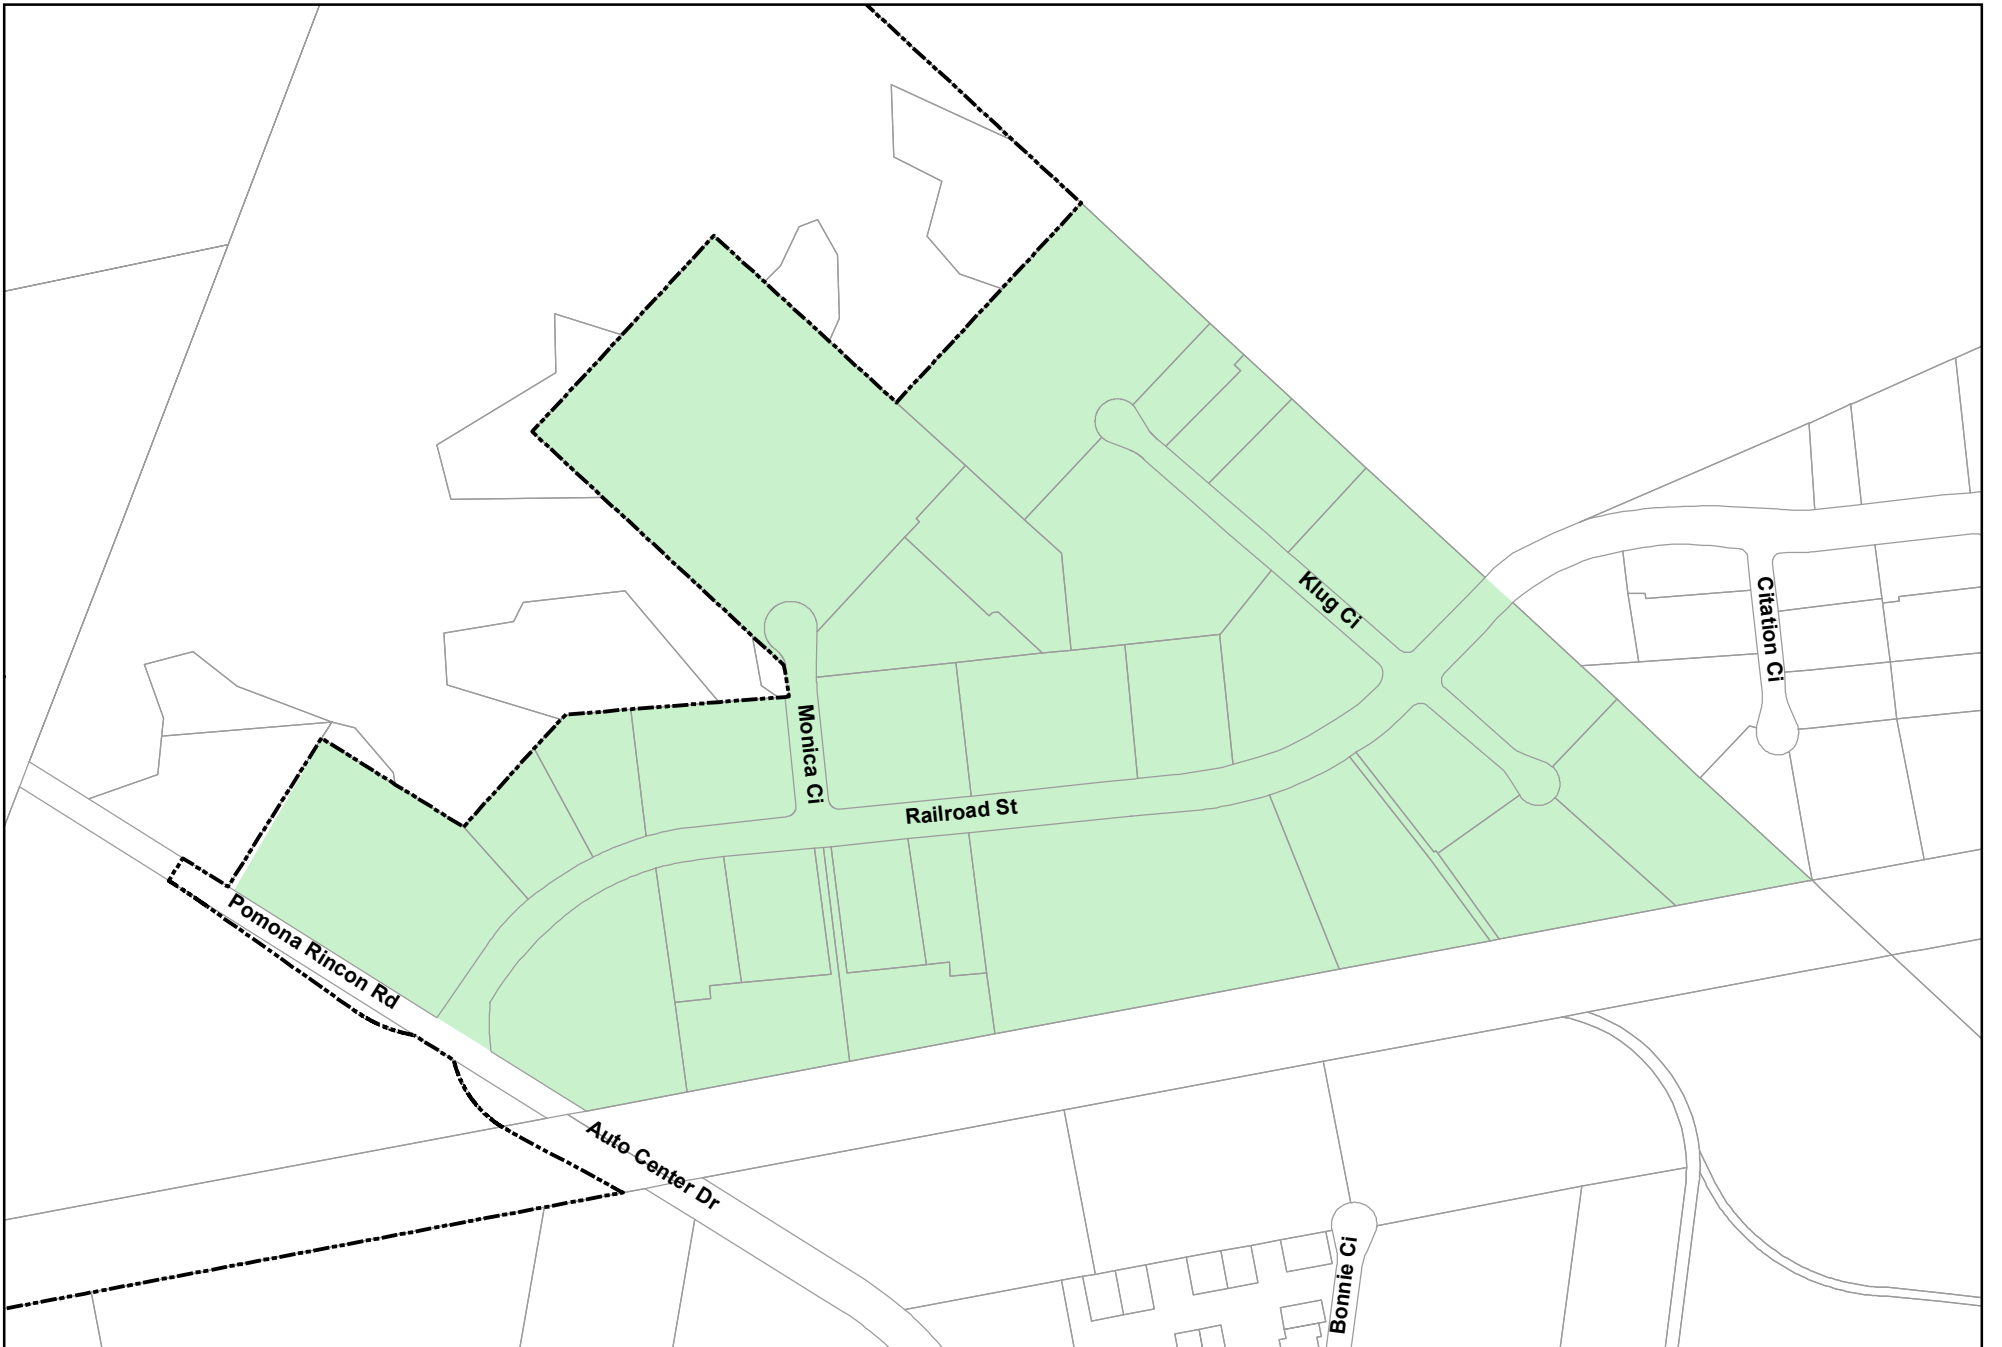 Klug Ci
Citation Ci
Monica Ci
Railroad St
Pomona Rincon Rd
Auto Center Dr
Bonnie Ci